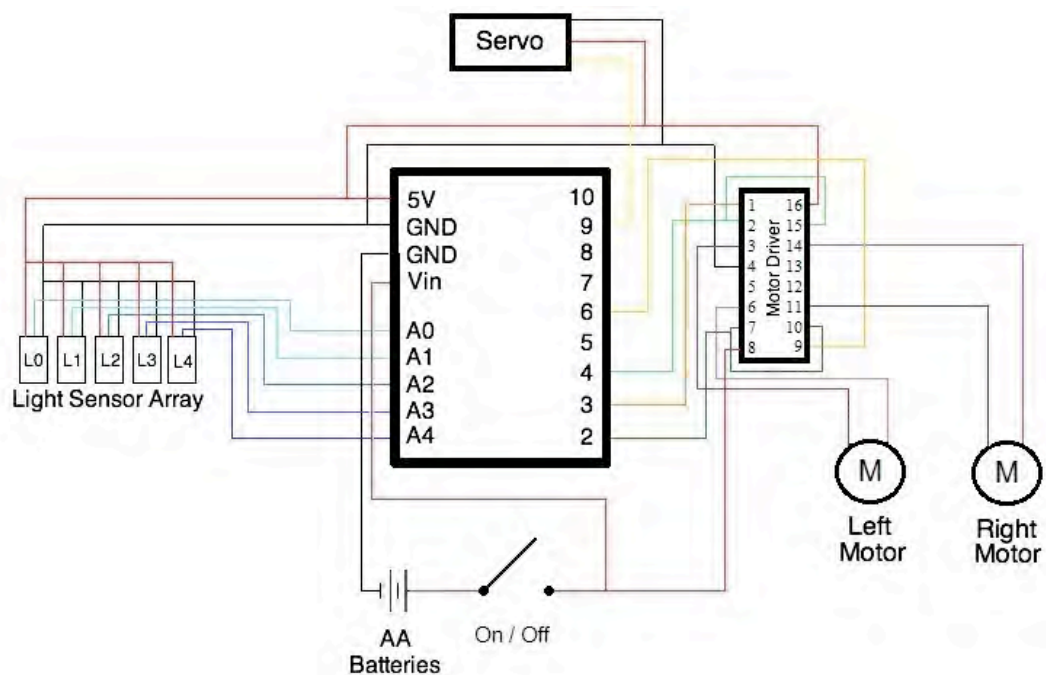 Servo
5V
GND
GND
Vin
A0
A1
A2
A3
A4
10
9
8
7
6
5
4
3
2
Motor Driver
1
2
3
4
5
6
7
8
16
15
14
13
12
11
10
9
L0
L1
L2
L3
L4
Light Sensor Array
M
Left
Motor
M
Right
Motor
On / Off
AA
Batteries